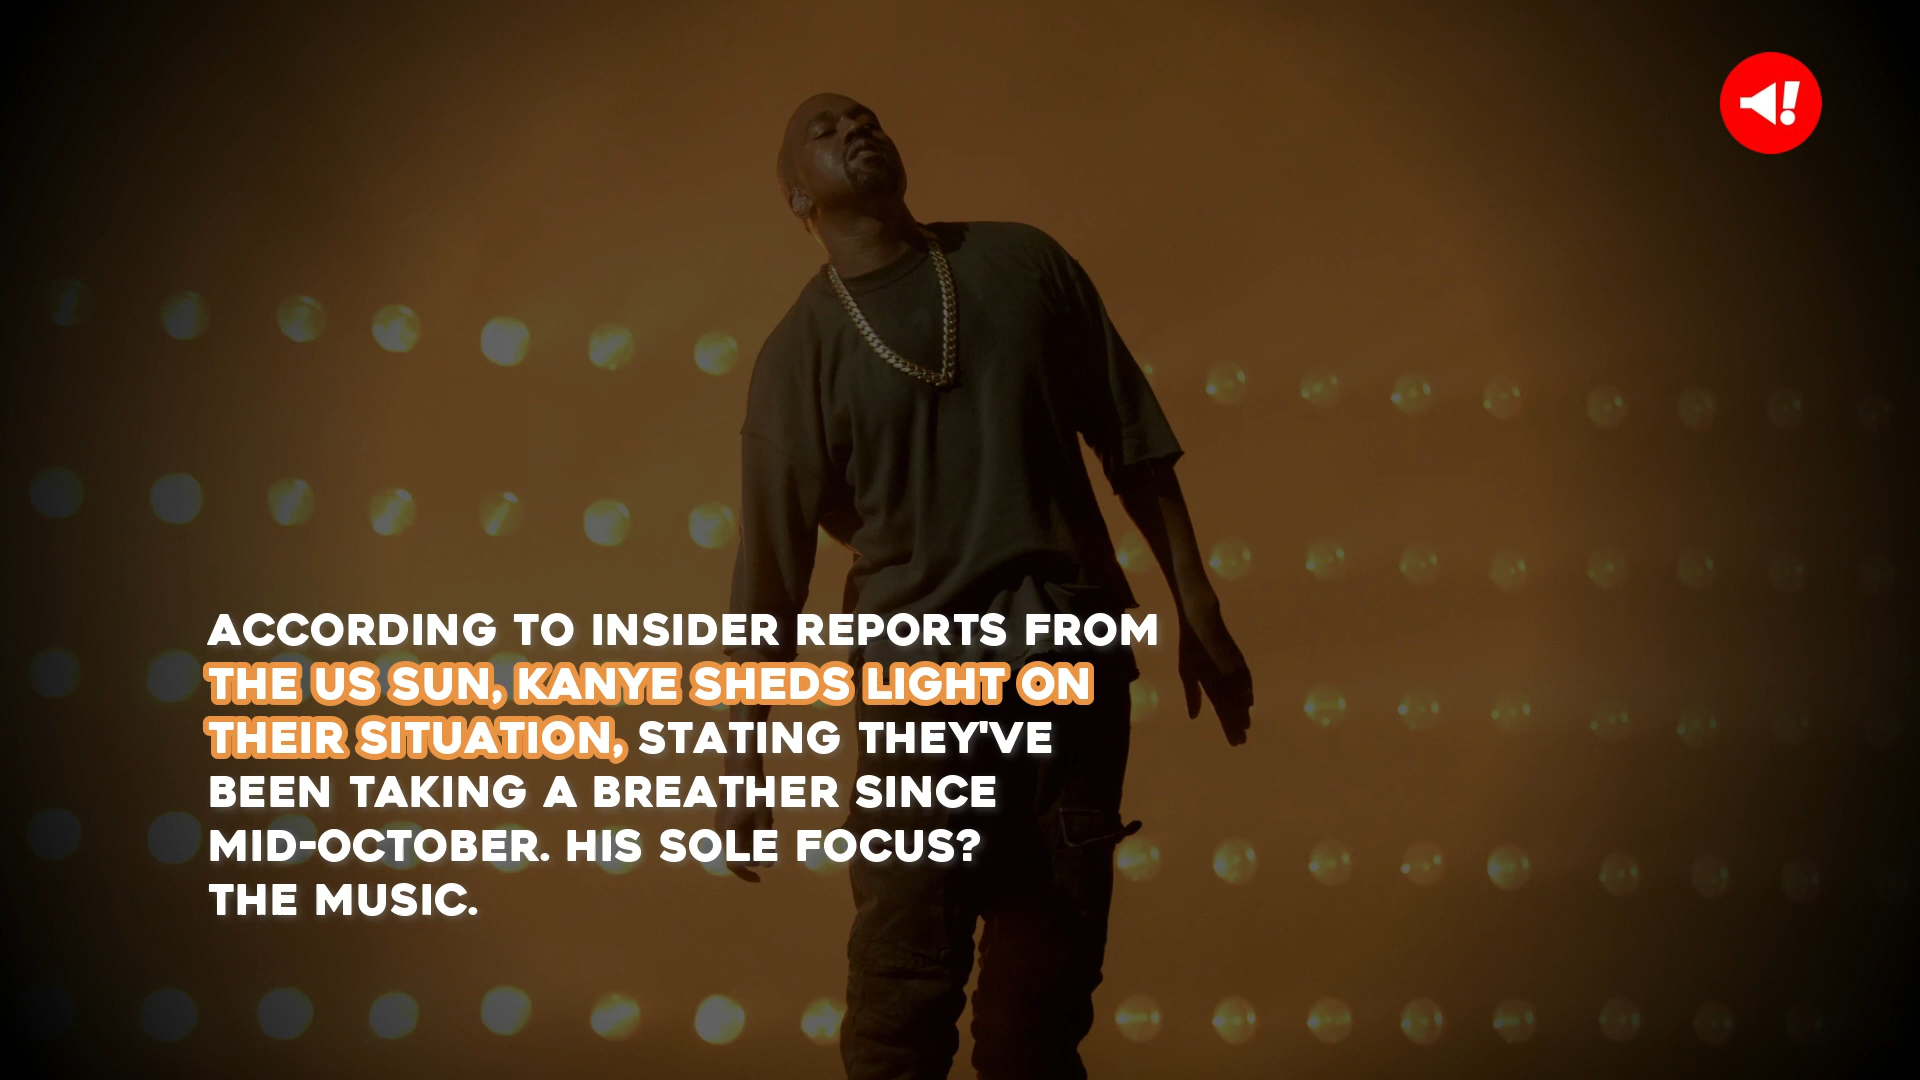 ACCORDING TO INSIDER REPORTS FROM
THE US SUN, KANYE SHEDS LIGHT ON
THEIR SITUATION, STATING THEY'VE
BEEN TAKING A BREATHER SINCE
MID-OCTOBER. HIS SOLE FOCUS?
THE MUSIC.